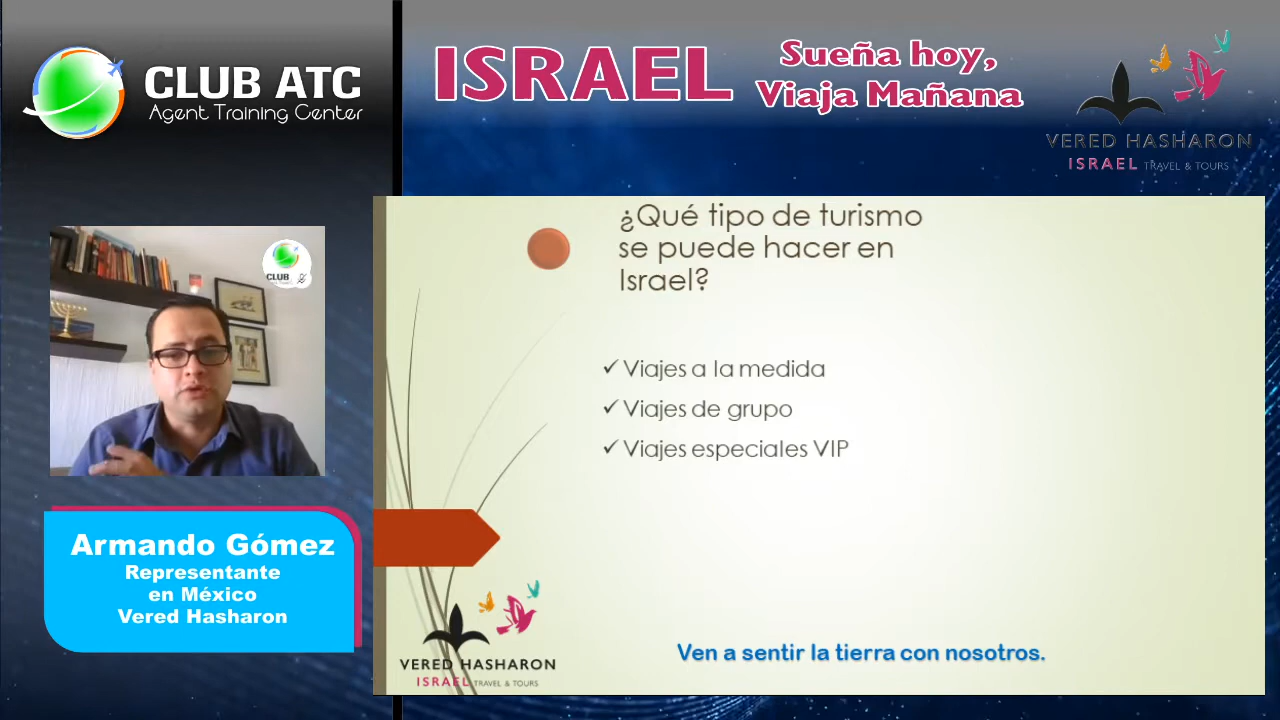 CLUB ATC
Agent Training Center
ISRAEL
Sueña hoy,
Viaja Mañana
VERED HASHARON
ISRAEL TRAVEL & TOURS
CLUB
¿Qué tipo de turismo
se puede hacer en
Israel?
✓ Viajes a la medida
✓ Viajes de grupo
✓ Viajes especiales VIP
Armando Gómez
Representante
en México
Vered Hasharon
VERED HASHARON
ISRAEL TRAVEL & TOURS
Ven a sentir la tierra con nosotros.